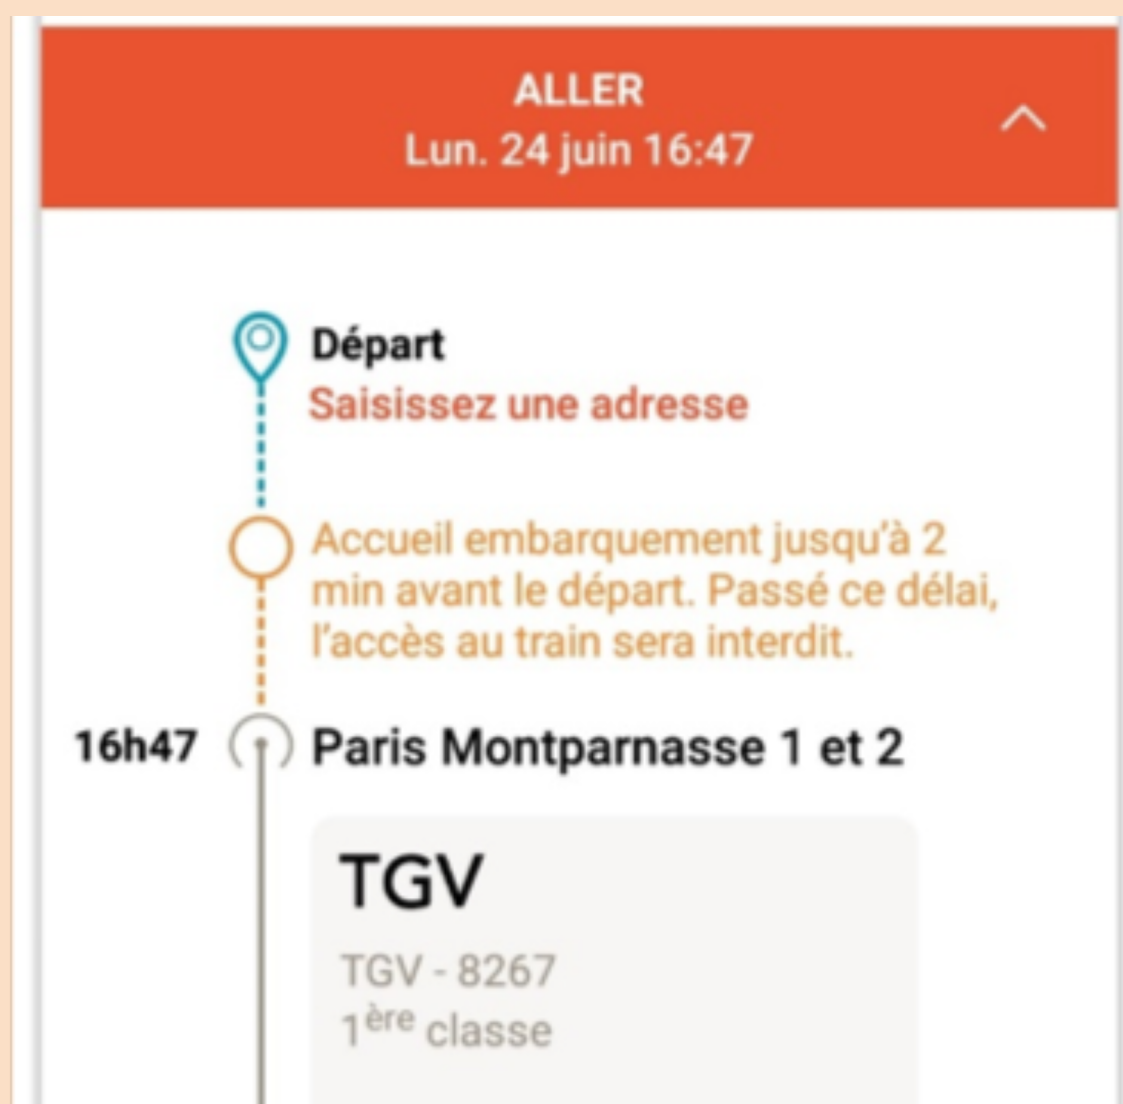 ALLER
Lun. 24 juin 16:47
Départ
Saisissez une adresse
Accueil embarquement jusqu'à 2
min avant le départ. Passé ce délai,
l'accès au train sera interdit.
16h47 Paris Montparnasse 1 et 2
TGV
TGV - 8267
1ère classe